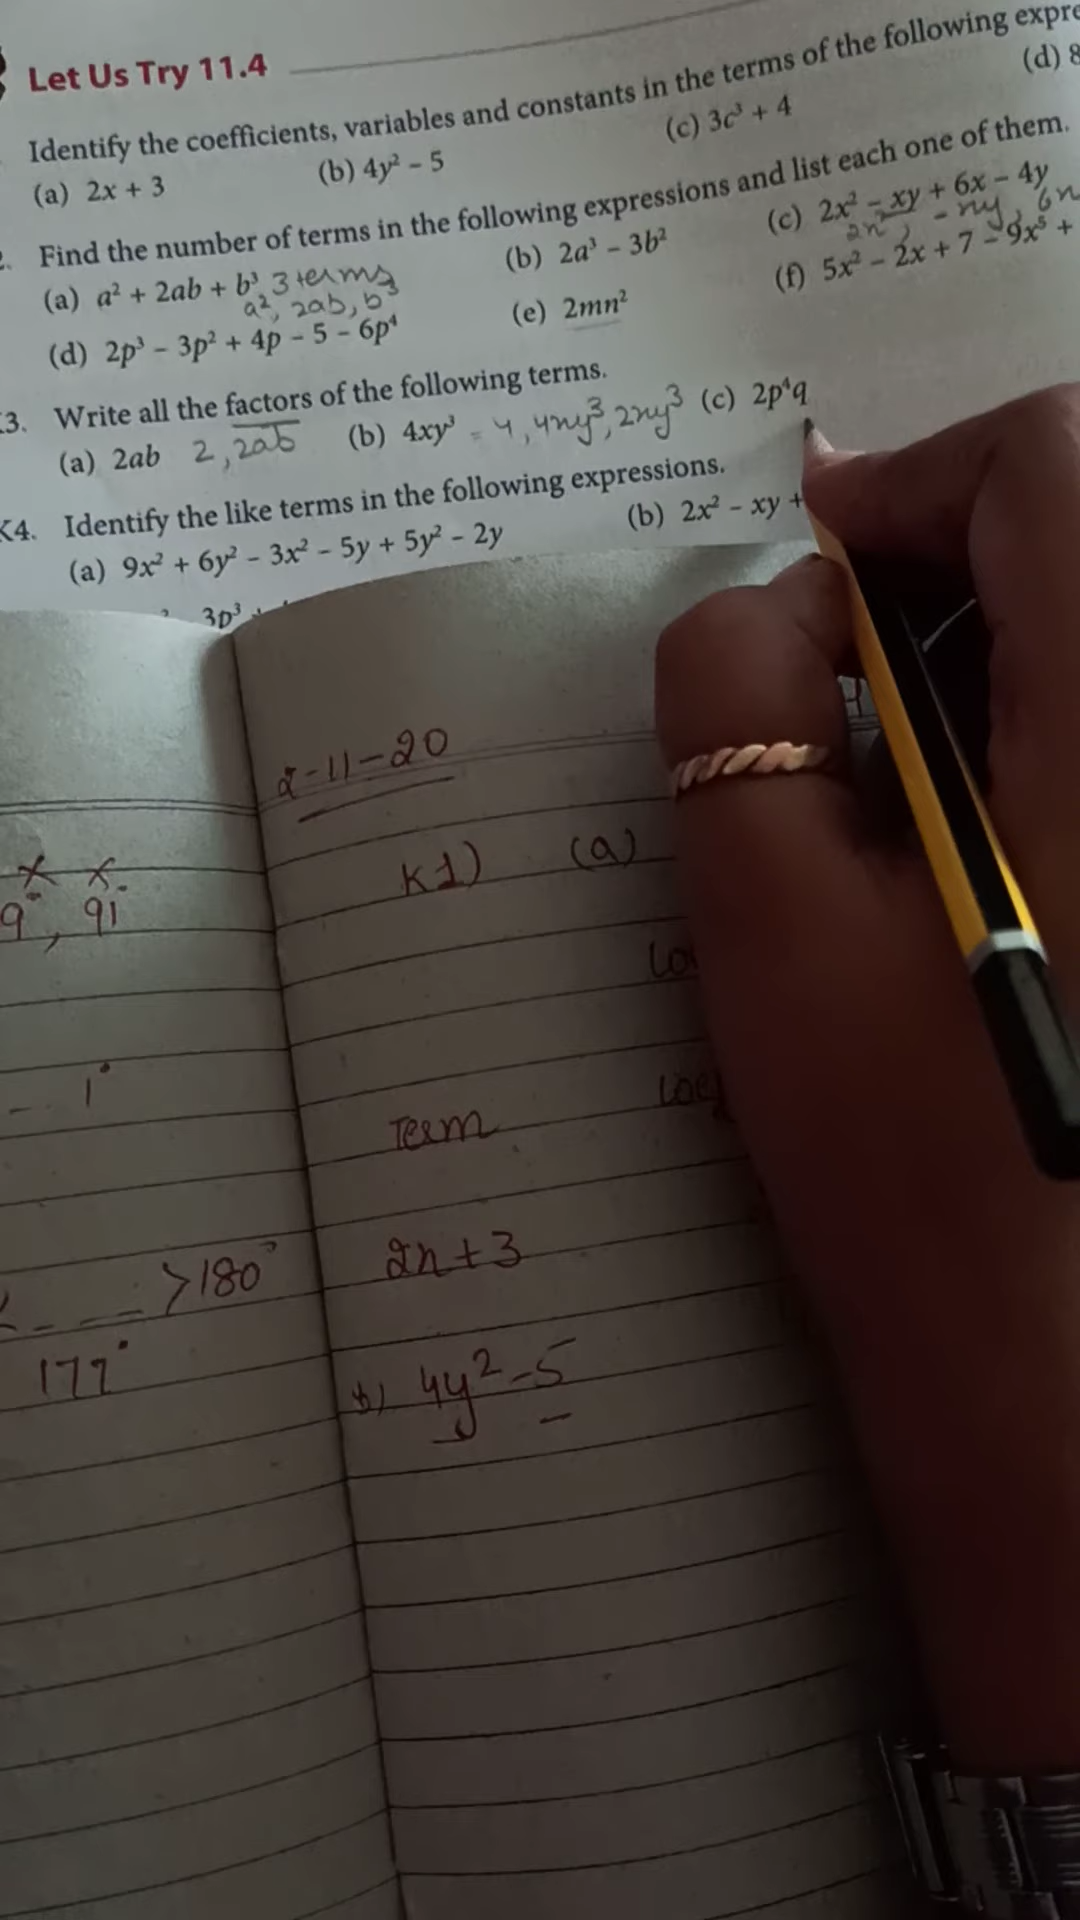 Let Us Try 11.4
Identify the coefficients, variables and constants in the terms of the following
(a) 2x + 3 (b) 4y² – 5 (c) 3c³ + 4 (d) 8
Find the number of terms in the following expressions and list each one of them.
(a) a² + 2ab + b³ 3 terms (b) 2a³ – 3b² (c) 2x² – xy + 6x – 4y
a², 2ab, b³ 2x², -xy, 6x
(d) 2p³ – 3p² + 4p – 5 – 6p⁴ (e) 2mn² (f) 5x² – 2x + 7 – 9x⁵ +
3. Write all the factors of the following terms.
(a) 2ab 2, 2ab (b) 4xy³ = 4, 4xy³, 2xy³ (c) 2p⁴q
K4. Identify the like terms in the following expressions.
(a) 9x² + 6y² – 3x² – 5y + 5y² – 2y (b) 2x² – xy +
3p³
2-11-20
K1) (a)
x x
9°, 91
1°
Term
>180°
2x+3
177°
b) 4y²-5